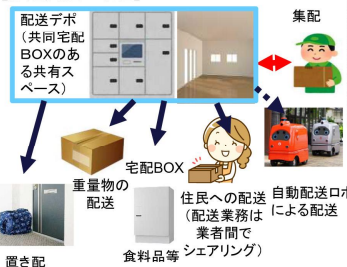 配送デポ
（共同宅配
BOXのあ
る共有ス
ペース）
集配
重量物の
配送
宅配BOX
住民への配送
（配送業務は
業者間で
シェアリング）
自動配送ロボ
による配送
置き配
食料品等